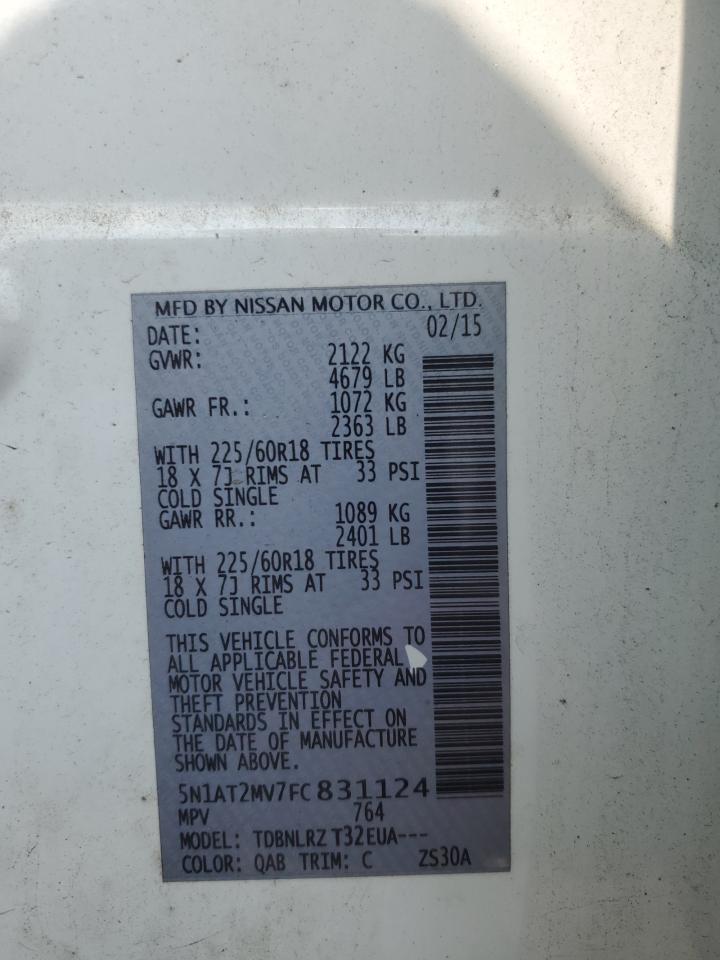 MFD BY NISSAN MOTOR CO., LTD.
DATE: 02/15
GVWR: 2122 KG
4679 LB
GAWR FR.: 1072 KG
2363 LB
WITH 225/60R18 TIRES
18 X 7J RIMS AT 33 PSI
COLD SINGLE
GAWR RR.: 1089 KG
2401 LB
WITH 225/60R18 TIRES
18 X 7J RIMS AT 33 PSI
COLD SINGLE
THIS VEHICLE CONFORMS TO
ALL APPLICABLE FEDERAL
MOTOR VEHICLE SAFETY AND
THEFT PREVENTION
STANDARDS IN EFFECT ON
THE DATE OF MANUFACTURE
SHOWN ABOVE.
5N1AT2MV7FC831124
MPV 764
MODEL: TDBNLRZ T32EUA---
COLOR: QAB TRIM: C ZS30A